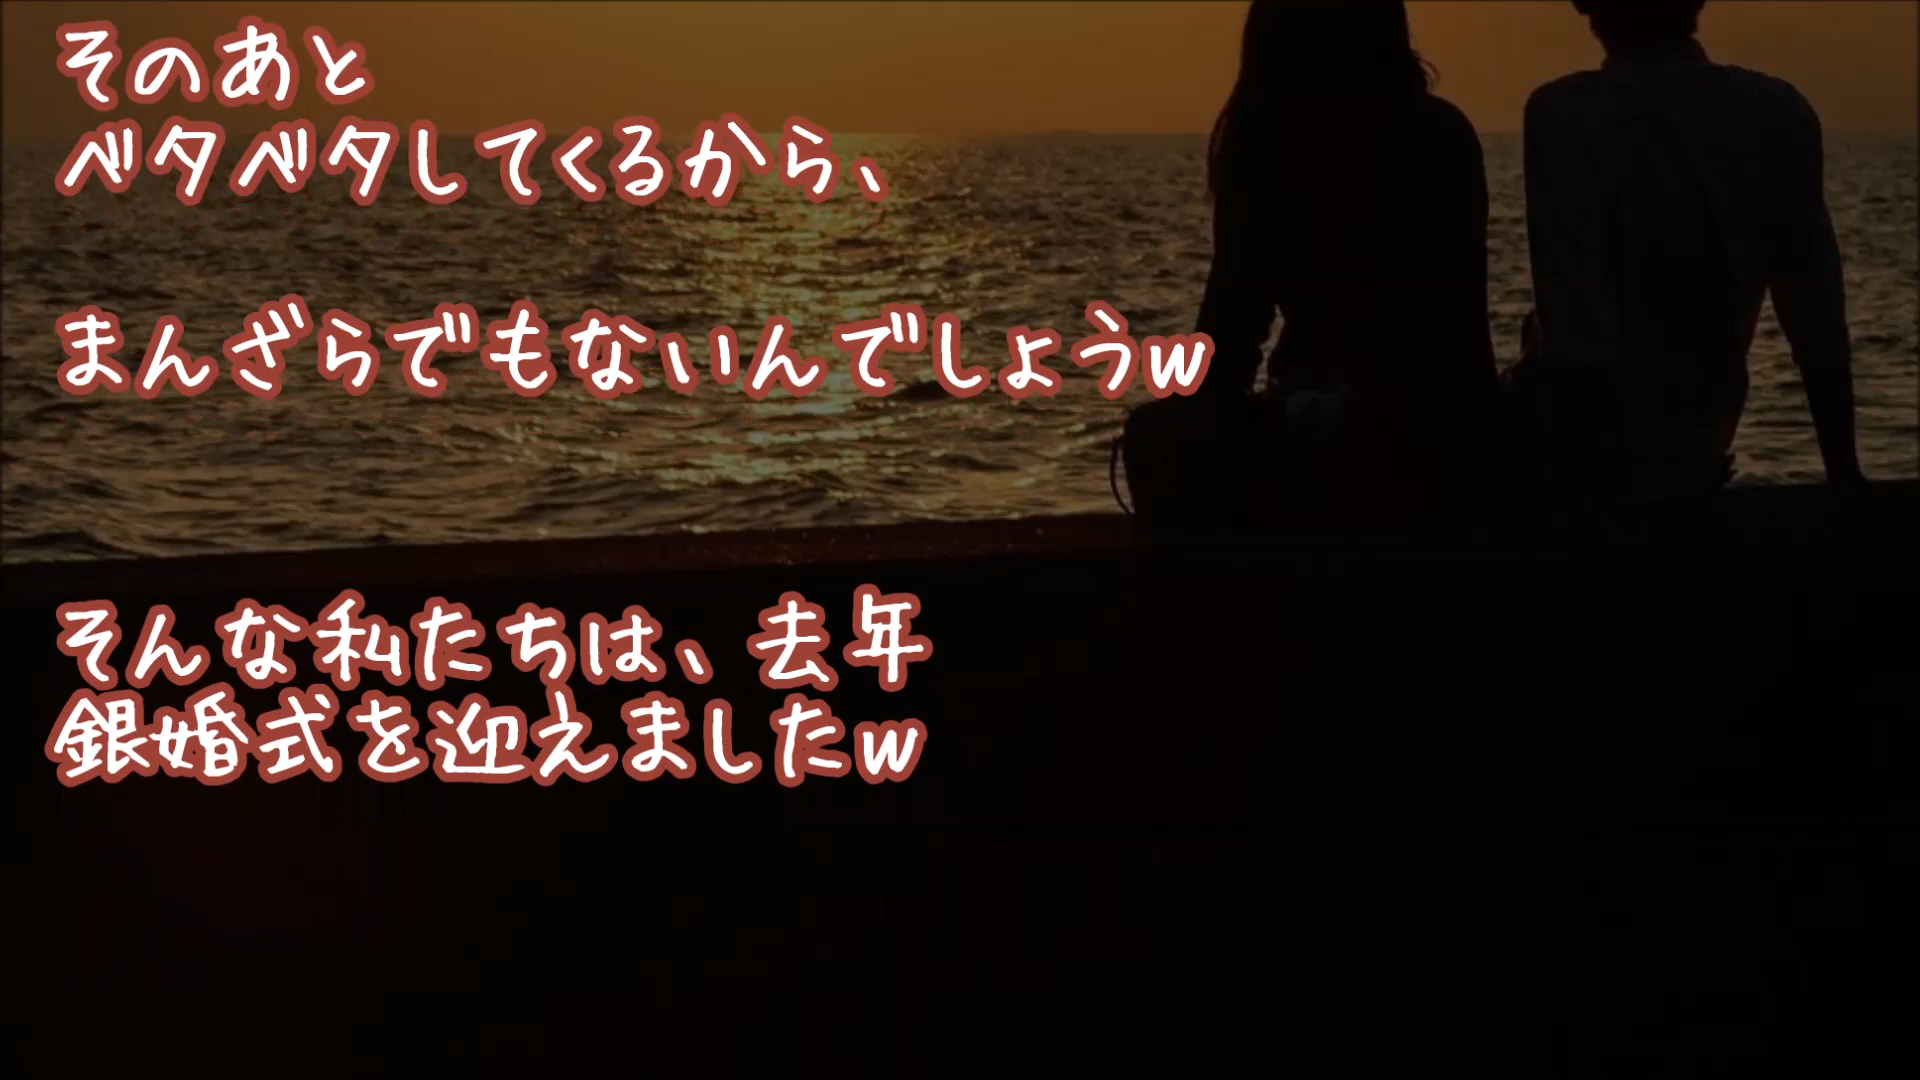 そのあと
ベタベタしてくるから、
まんざらでもないんでしょうw
そんな私たちは、去年
銀婚式を迎えましたw